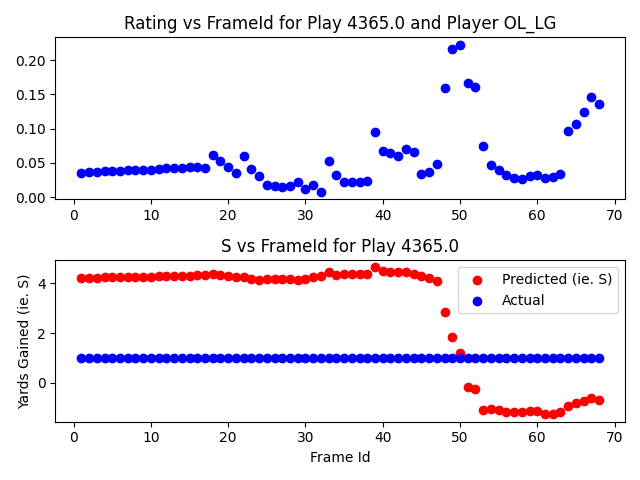 Rating vs FrameId for Play 4365.0 and Player OL_LG
0.20
0.15
0.10
0.05
0.00
0 10 20 30 40 50 60 70
S vs FrameId for Play 4365.0
Yards Gained (ie. S)
4
2
0
Predicted (ie. S)
Actual
0 10 20 30 40 50 60 70
Frame Id